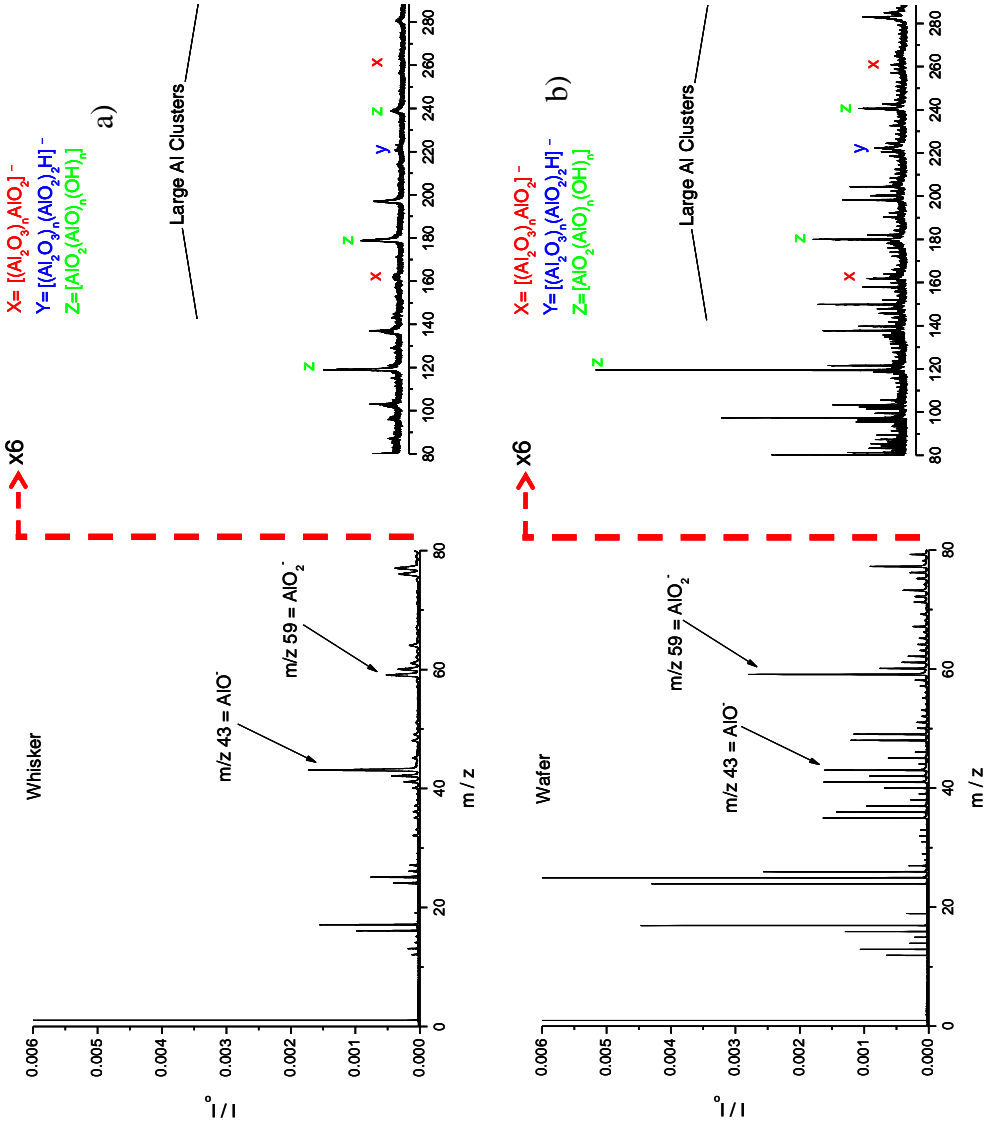 Whisker
X= [(Al₂O₃)ₙAlO₂]⁻
Y= [(Al₂O₃)ₙ(AlO₂)₂H]⁻
Z=[AlO₂(AlO)ₙ(OH)ₙ]
a)
x6
Large Al Clusters
m/z 43 = AlO⁻
m/z 59 = AlO₂⁻
z
x
z
y
z
x
0.006
0.005
0.004
0.003
0.002
0.001
0.000
I / Iₒ
0 20 40 60 80
80 100 120 140 160 180 200 220 240 260 280
m / z
Wafer
X= [(Al₂O₃)ₙAlO₂]⁻
Y= [(Al₂O₃)ₙ(AlO₂)₂H]⁻
Z=[AlO₂(AlO)ₙ(OH)ₙ]
b)
x6
Large Al Clusters
m/z 43 = AlO⁻
m/z 59 = AlO₂⁻
z
x
z
y
z
x
0.006
0.005
0.004
0.003
0.002
0.001
0.000
I / Iₒ
0 20 40 60 80
80 100 120 140 160 180 200 220 240 260 280
m / z